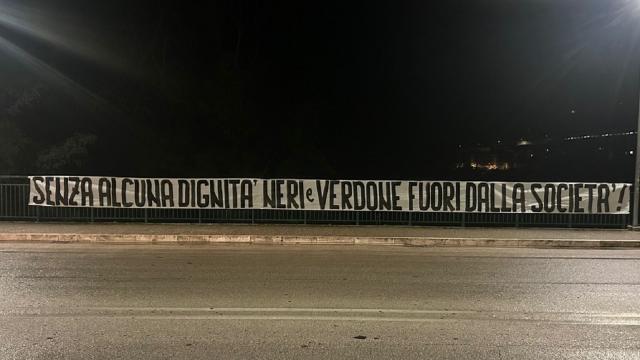 SENZA ALCUNA DIGNITA' NERI e VERDONE FUORI DALLA SOCIETA'!